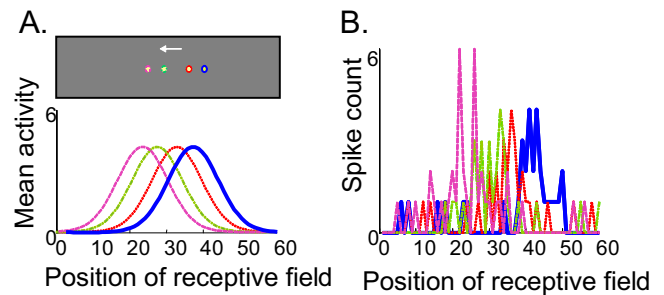 A.
Mean activity
6
0
0 10 20 30 40 50 60
Position of receptive field
B.
Spike count
6
0
0 10 20 30 40 50 60
Position of receptive field